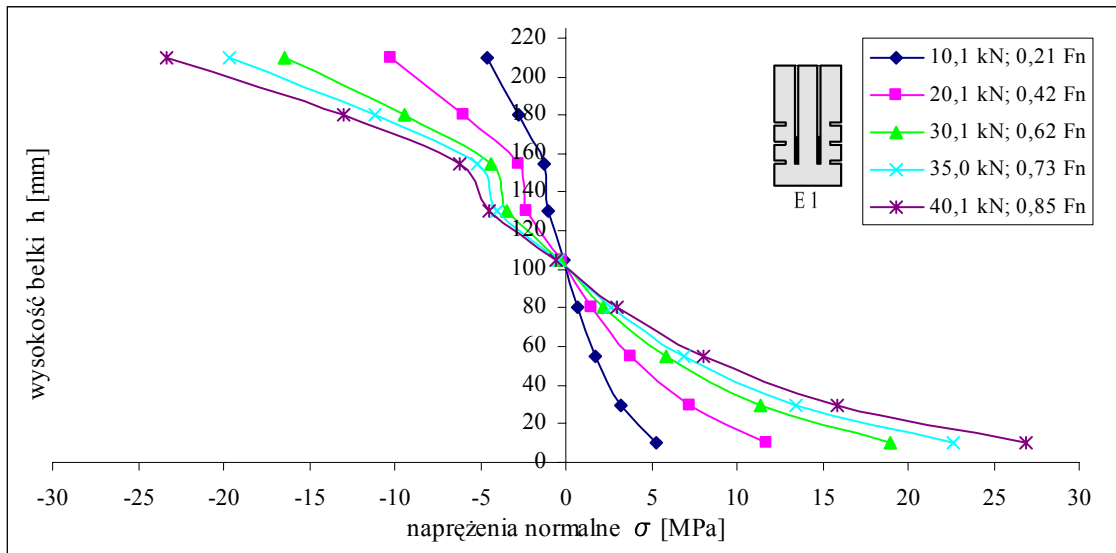 wysokość belki h [mm]
220
200
180
160
140
120
100
80
60
40
20
0
-30 -25 -20 -15 -10 -5 0 5 10 15 20 25 30
naprężenia normalne σ [MPa]
E1
10,1 kN; 0,21 Fn
20,1 kN; 0,42 Fn
30,1 kN; 0,62 Fn
35,0 kN; 0,73 Fn
40,1 kN; 0,85 Fn